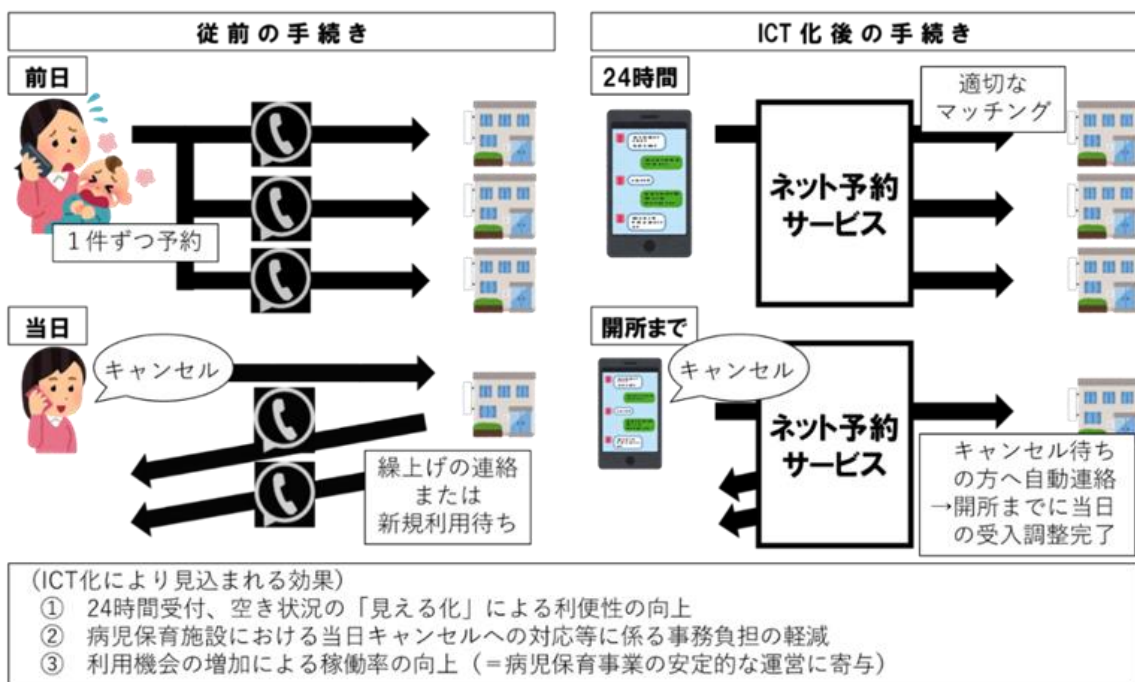 従前の手続き
前日
1件ずつ予約
当日
キャンセル
繰上げの連絡
または
新規利用待ち
ICT化後の手続き
24時間
適切な
マッチング
ネット予約
サービス
開所まで
キャンセル
ネット予約
サービス
キャンセル待ち
の方へ自動連絡
→開所までに当日
の受入調整完了
(ICT化により見込まれる効果)
① 24時間受付、空き状況の「見える化」による利便性の向上
② 病児保育施設における当日キャンセルへの対応等に係る事務負担の軽減
③ 利用機会の増加による稼働率の向上(=病児保育事業の安定的な運営に寄与)